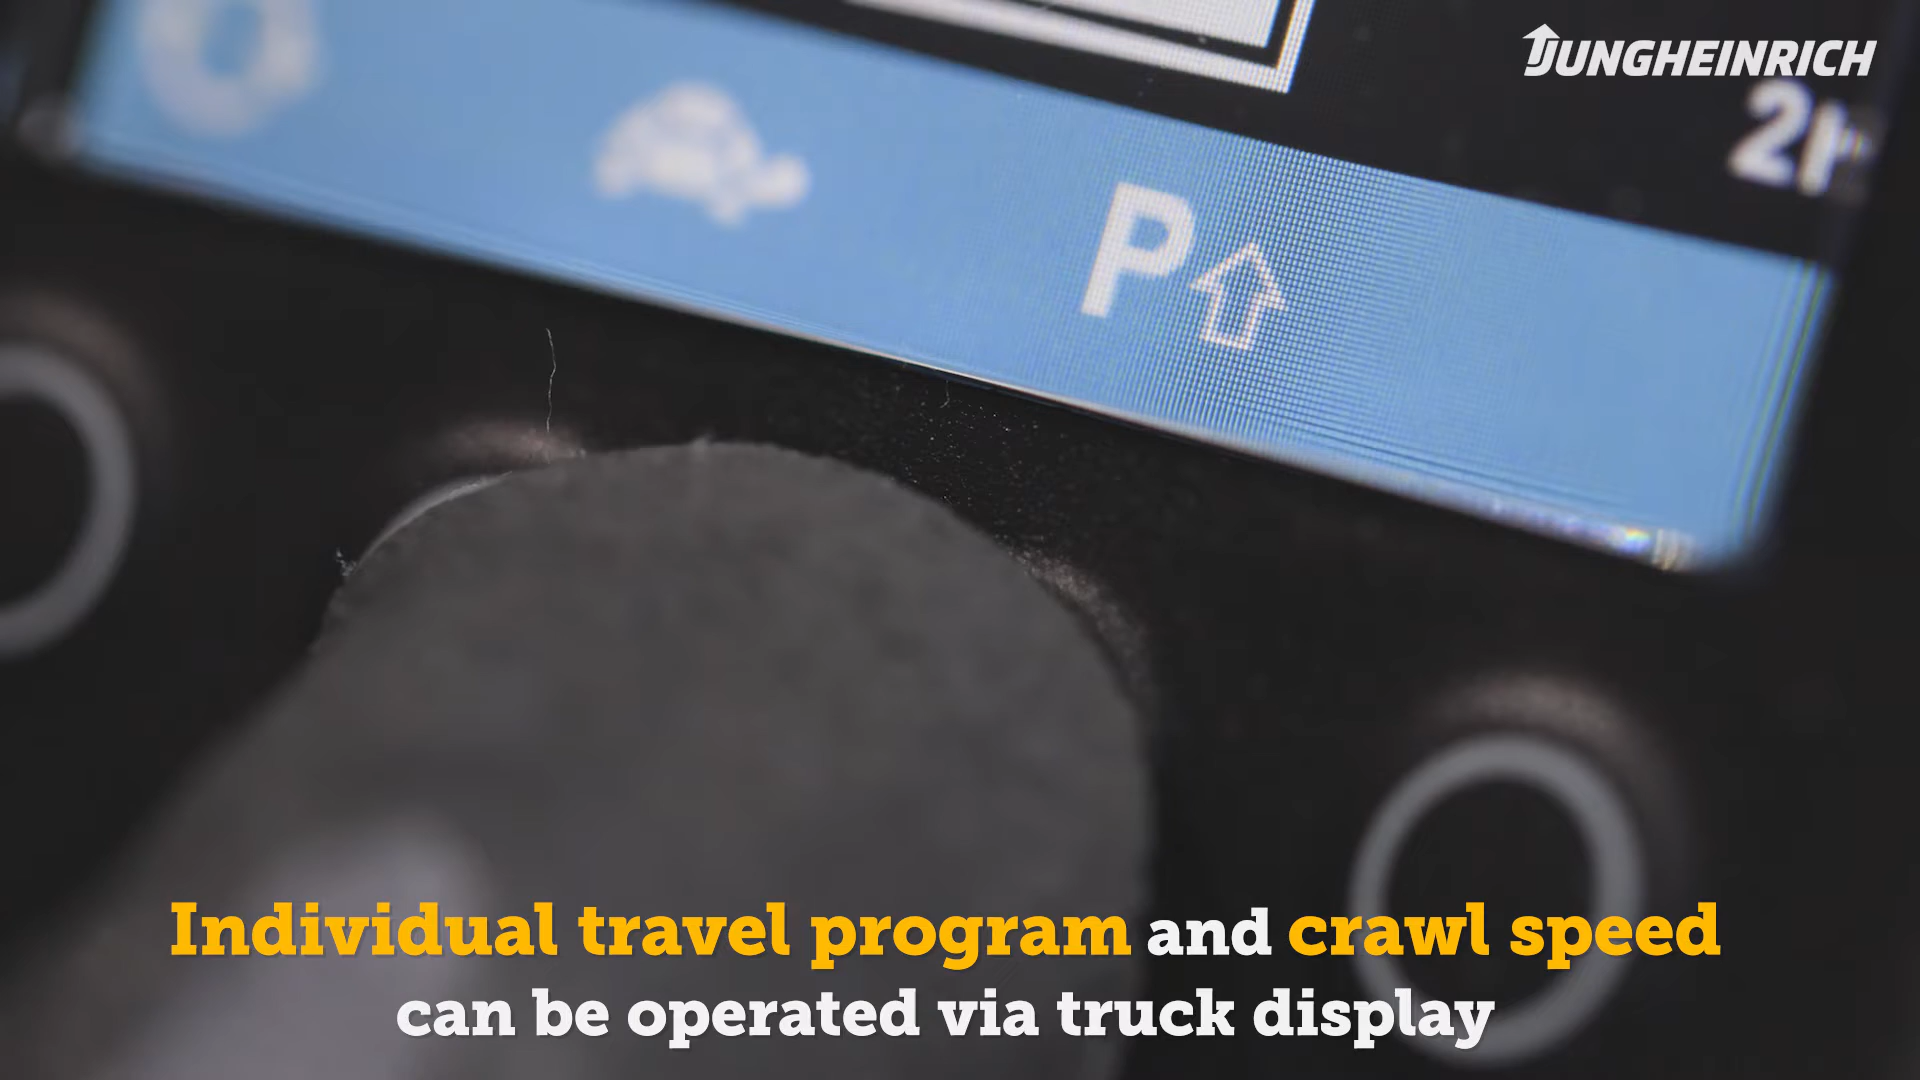 JUNGHEINRICH
P
Individual travel program and crawl speed
can be operated via truck display